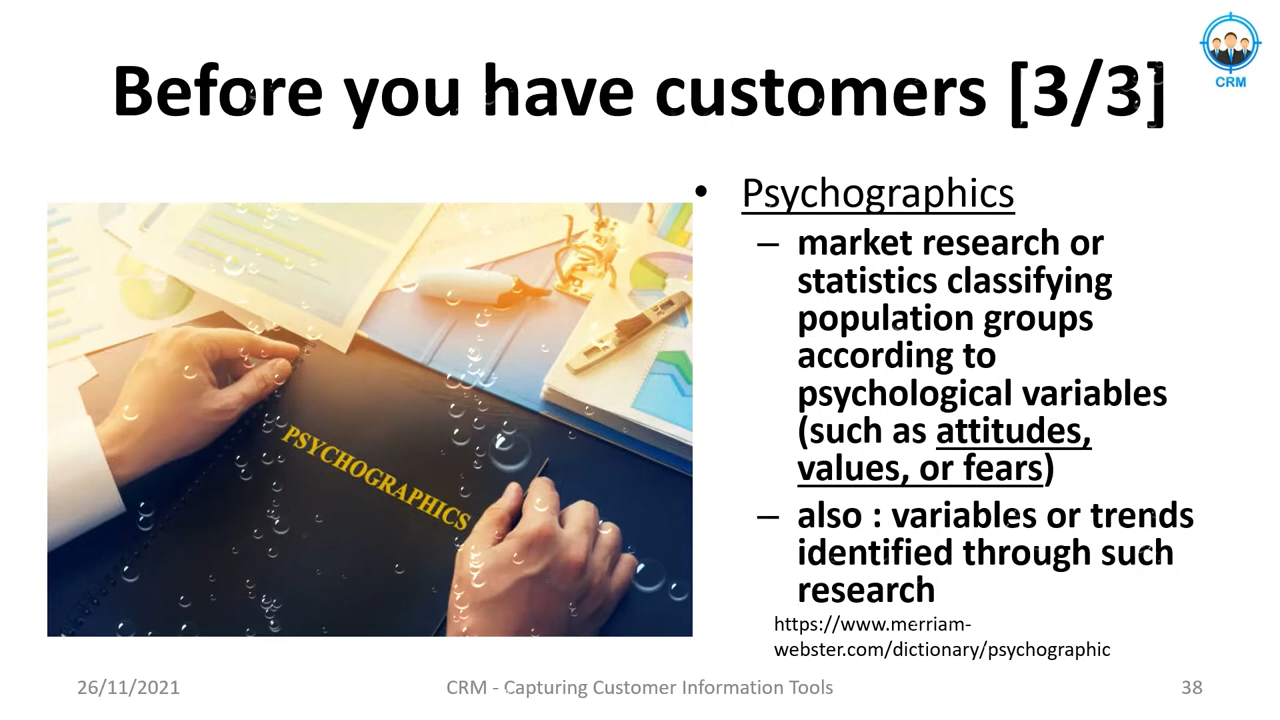 Before you have customers [3/3]
CRM
• Psychographics
– market research or
statistics classifying
population groups
according to
psychological variables
(such as attitudes,
values, or fears)
– also : variables or trends
identified through such
research
https://www.merriam-
webster.com/dictionary/psychographic
PSYCHOGRAPHICS
26/11/2021
CRM - Capturing Customer Information Tools
38